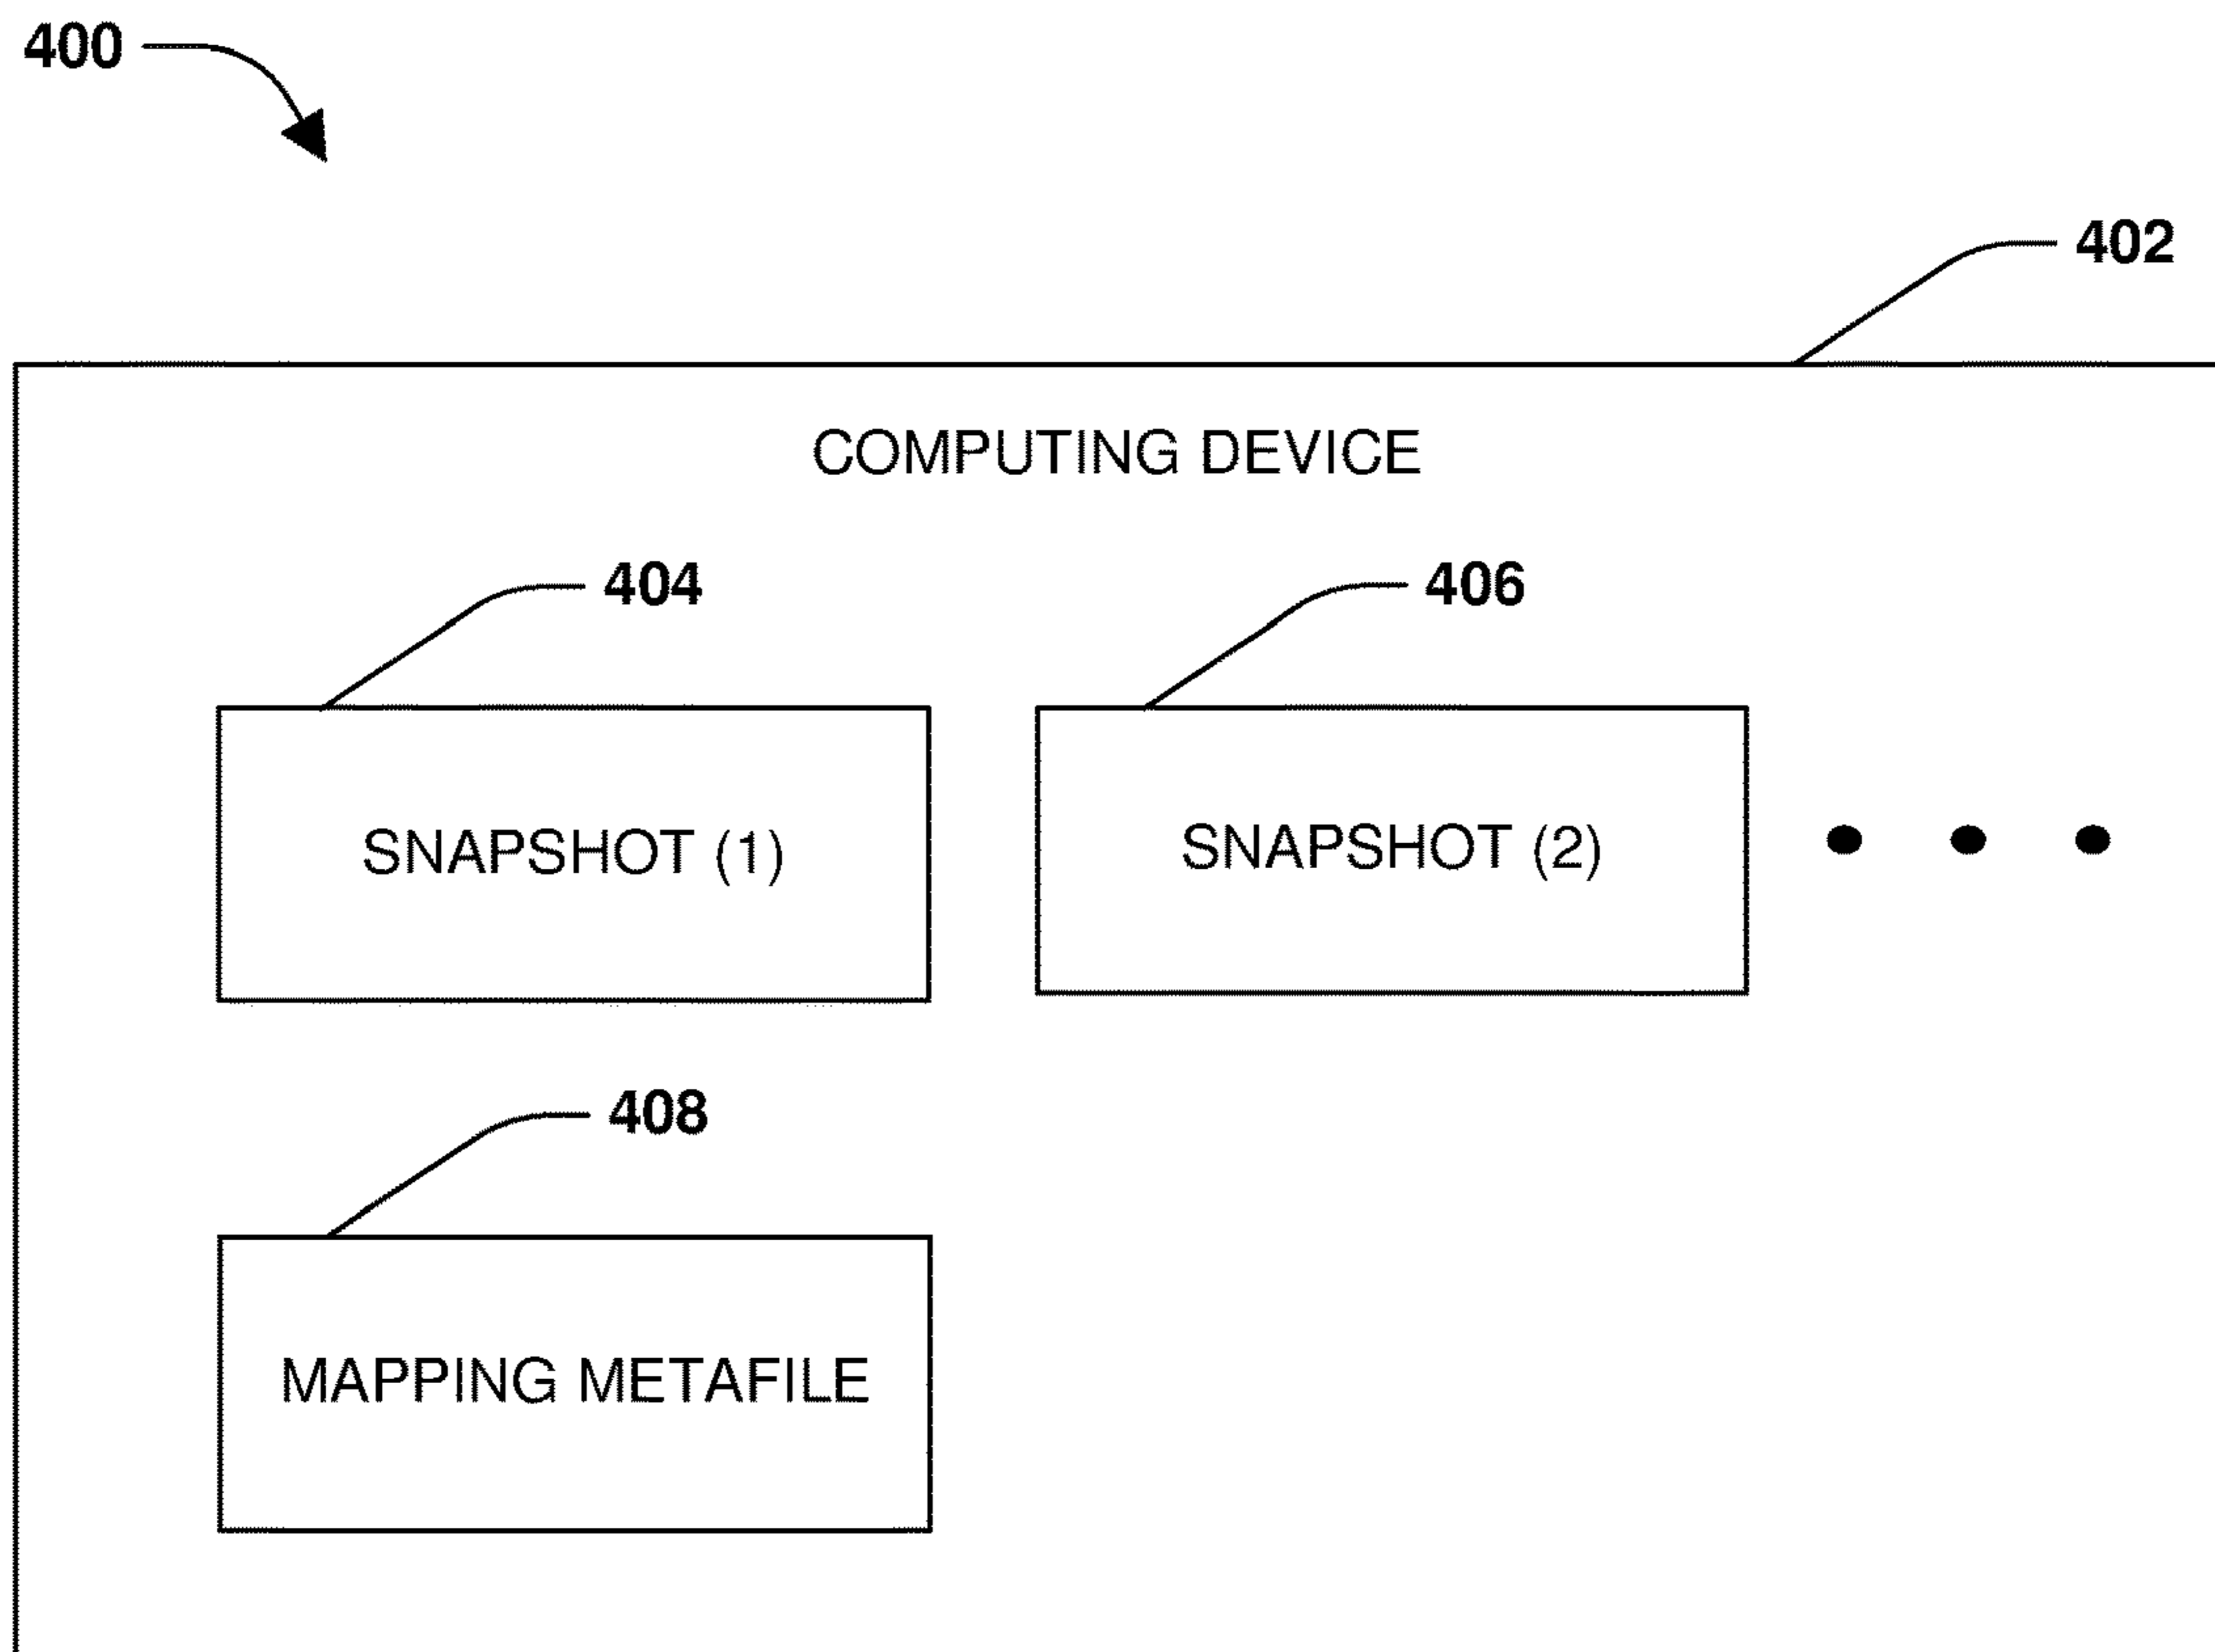 400
402
COMPUTING DEVICE
404
406
SNAPSHOT (1)
SNAPSHOT (2)
408
MAPPING METAFILE